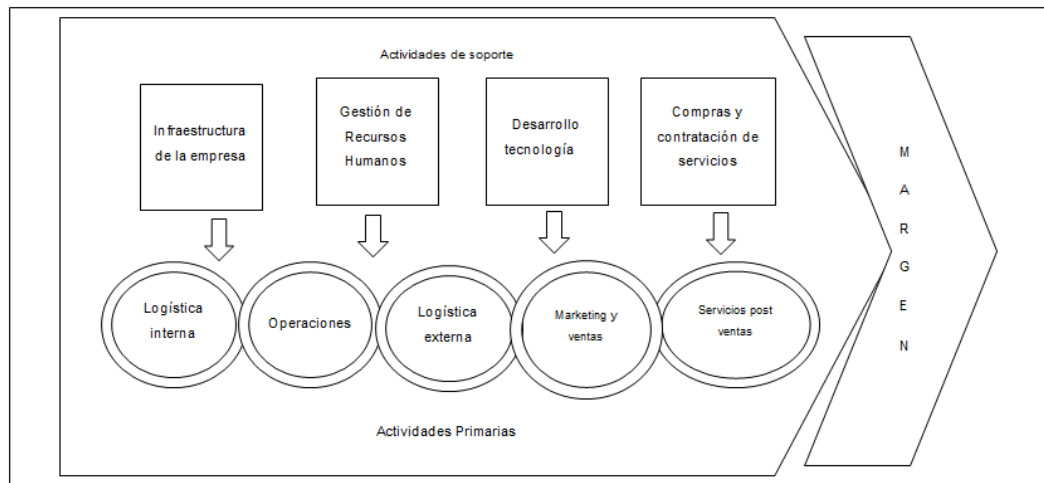 Actividades de soporte
Infraestructura
de la empresa
Gestión de
Recursos
Humanos
Desarrollo
tecnología
Compras y
contratación de
servicios
Logística
interna
Operaciones
Logística
externa
Marketing y
ventas
Servicios post
ventas
Actividades Primarias
M
A
R
G
E
N